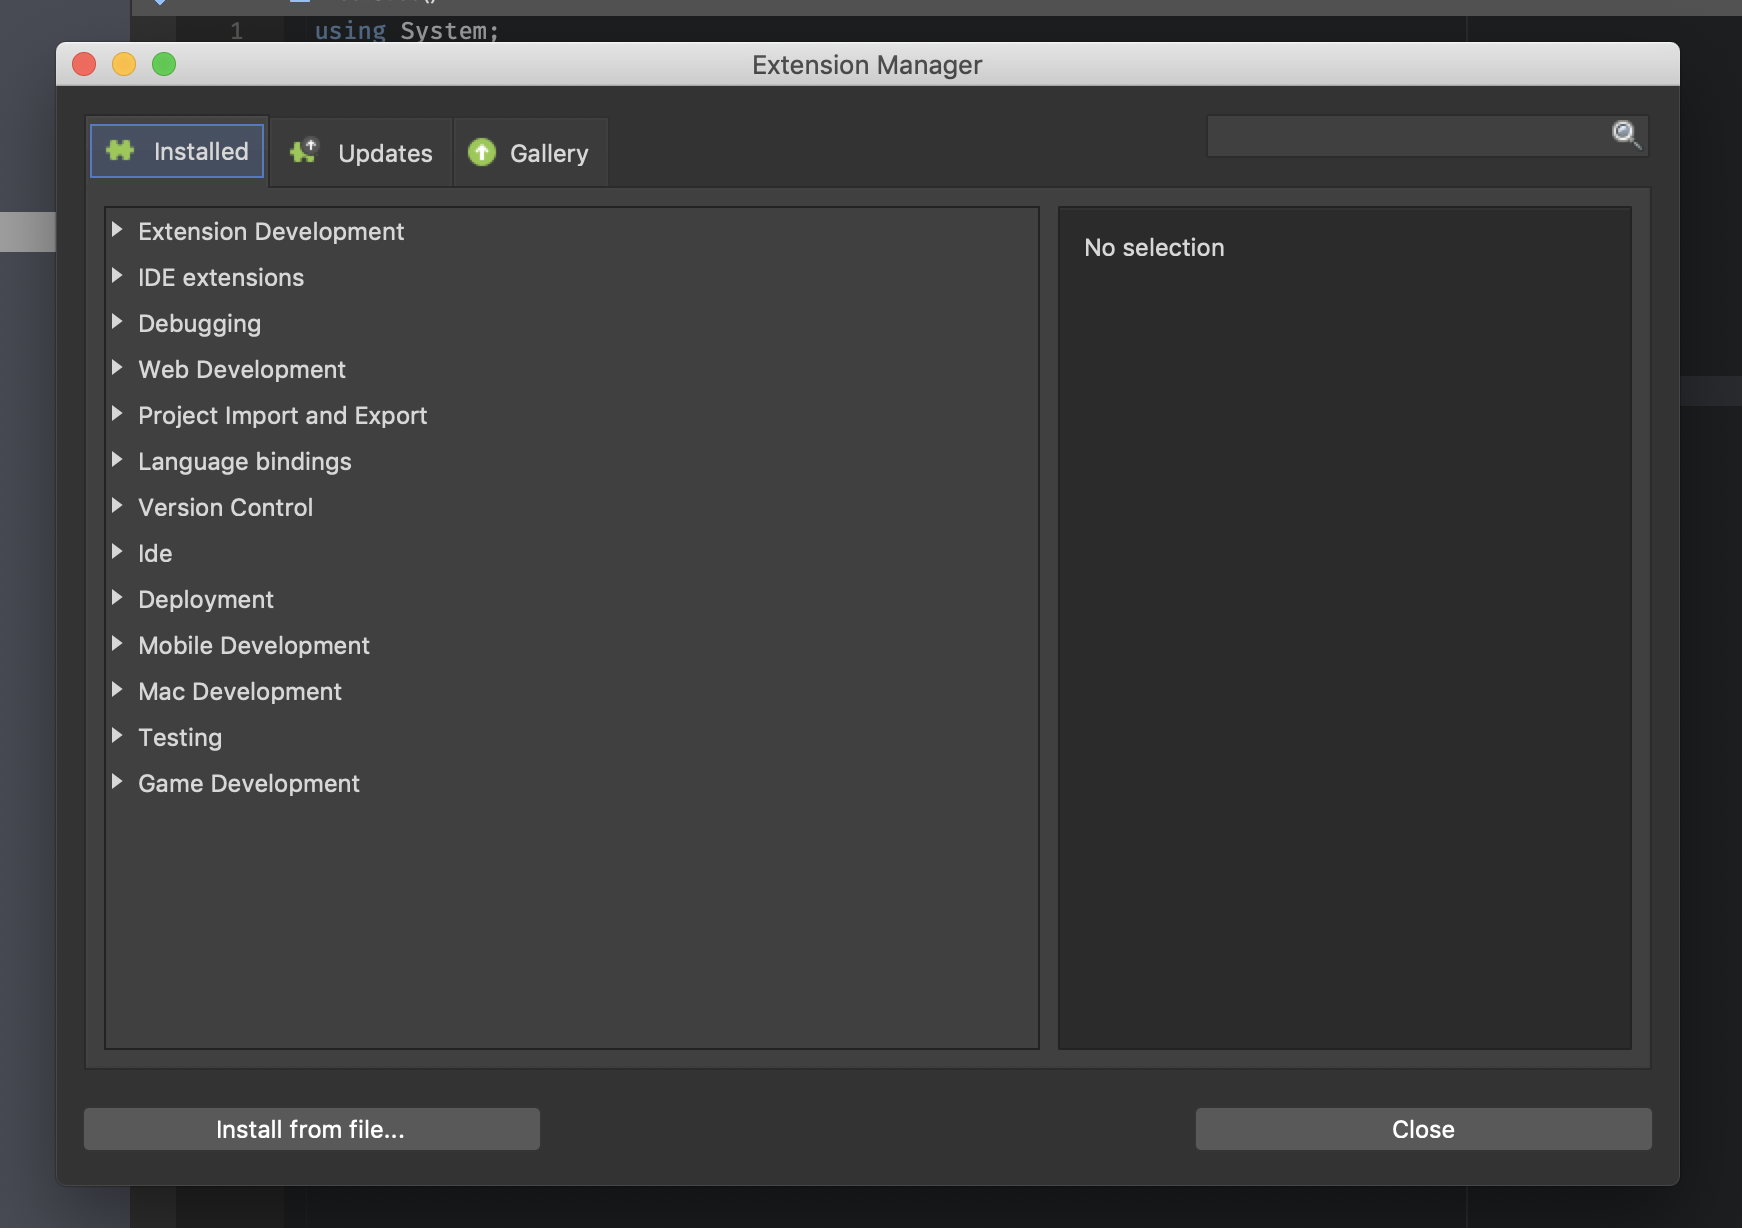 1 using System;
Extension Manager
Installed Updates Gallery
Extension Development
IDE extensions
Debugging
Web Development
Project Import and Export
Language bindings
Version Control
Ide
Deployment
Mobile Development
Mac Development
Testing
Game Development
No selection
Install from file...
Close